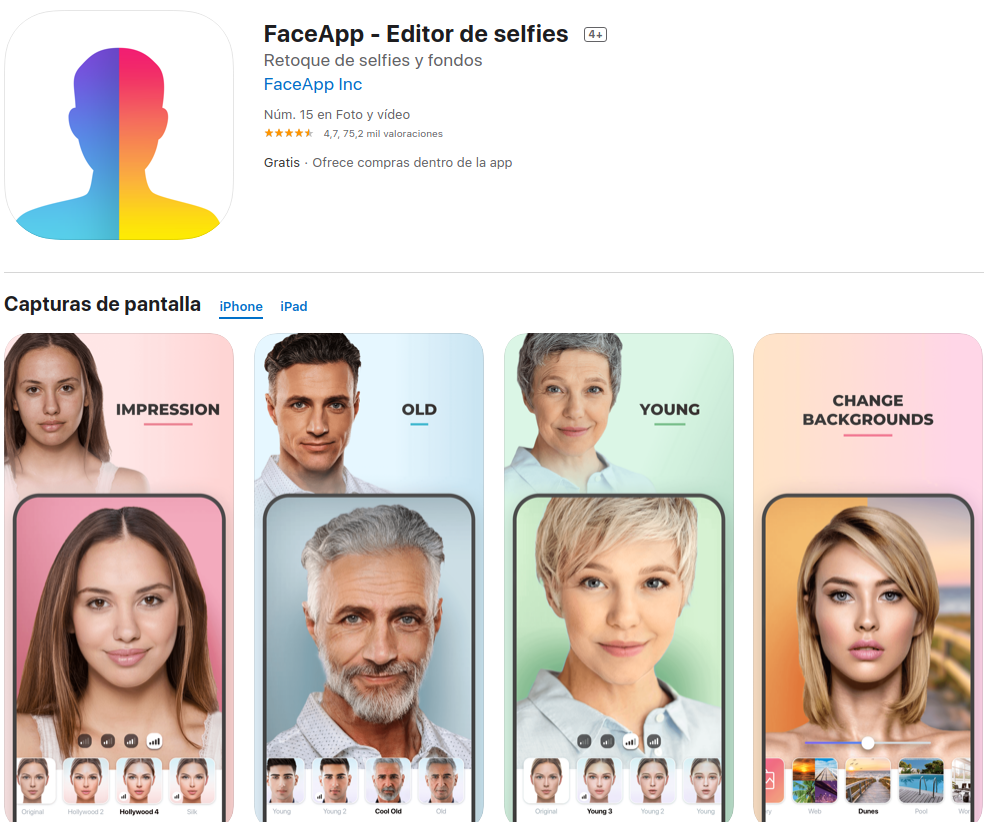 FaceApp - Editor de selfies 4+
Retoque de selfies y fondos
FaceApp Inc
Núm. 15 en Foto y vídeo
4,7, 75,2 mil valoraciones
Gratis · Ofrece compras dentro de la app
Capturas de pantalla iPhone iPad
IMPRESSION
OLD
YOUNG
CHANGE
BACKGROUNDS
Original Hollywood 2 Hollywood 4 Silk
Young Young 2 Cool Old Old
Original Young 3 Young 2 Young
Web Dunes Pool